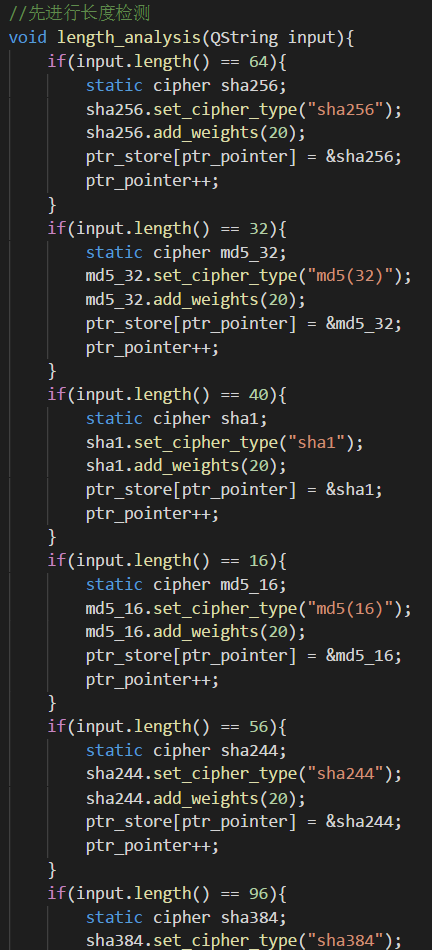 //先进行长度检测
void length_analysis(QString input){
if(input.length() == 64){
static cipher sha256;
sha256.set_cipher_type("sha256");
sha256.add_weights(20);
ptr_store[ptr_pointer] = &sha256;
ptr_pointer++;
}
if(input.length() == 32){
static cipher md5_32;
md5_32.set_cipher_type("md5(32)");
md5_32.add_weights(20);
ptr_store[ptr_pointer] = &md5_32;
ptr_pointer++;
}
if(input.length() == 40){
static cipher sha1;
sha1.set_cipher_type("sha1");
sha1.add_weights(20);
ptr_store[ptr_pointer] = &sha1;
ptr_pointer++;
}
if(input.length() == 16){
static cipher md5_16;
md5_16.set_cipher_type("md5(16)");
md5_16.add_weights(20);
ptr_store[ptr_pointer] = &md5_16;
ptr_pointer++;
}
if(input.length() == 56){
static cipher sha244;
sha244.set_cipher_type("sha244");
sha244.add_weights(20);
ptr_store[ptr_pointer] = &sha244;
ptr_pointer++;
}
if(input.length() == 96){
static cipher sha384;
sha384.set_cipher_type("sha384");